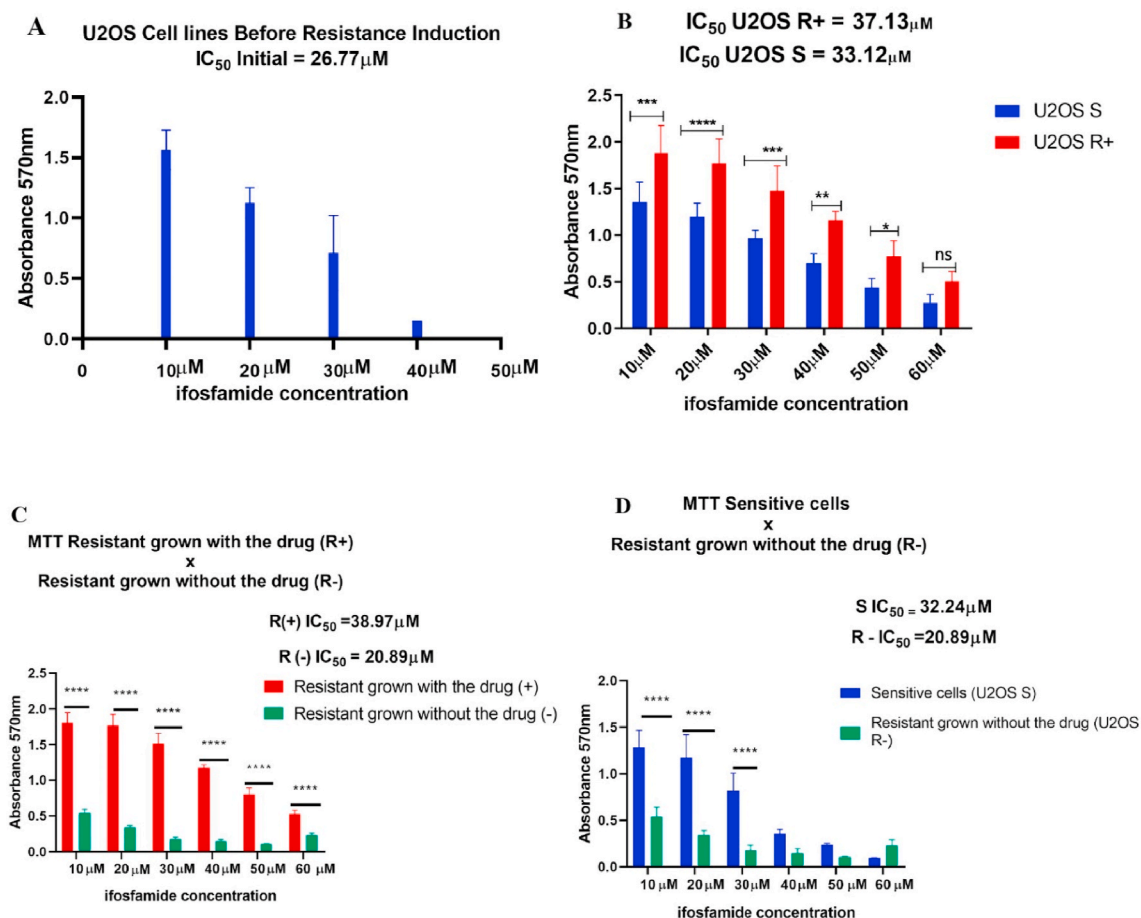 A
U2OS Cell lines Before Resistance Induction
IC50 Initial = 26.77μM
Absorbance 570nm
2.0
1.5
1.0
0.5
0.0
0
10μM
20μM
30μM
40μM
50μM
ifosfamide concentration
B
IC50 U2OS R+ = 37.13μM
IC50 U2OS S = 33.12μM
Absorbance 570nm
2.5
2.0
1.5
1.0
0.5
0.0
***
****
***
**
*
ns
U2OS S
U2OS R+
10μM
20μM
30μM
40μM
50μM
60μM
ifosfamide concentration
C
MTT Resistant grown with the drug (R+)
x
Resistant grown without the drug (R-)
R(+) IC50 =38.97μM
R (-) IC50 = 20.89μM
Resistant grown with the drug (+)
Resistant grown without the drug (-)
Absorbance 570nm
2.5
2.0
1.5
1.0
0.5
0.0
****
****
****
****
****
****
10 μM
20 μM
30 μM
40 μM
50 μM
60 μM
ifosfamide concentration
D
MTT Sensitive cells
x
Resistant grown without the drug (R-)
S IC50 = 32.24μM
R - IC50 =20.89μM
Sensitive cells (U2OS S)
Resistant grown without the drug (U2OS
R-)
Absorbance 570nm
2.0
1.5
1.0
0.5
0.0
****
****
****
10 μM
20 μM
30 μM
40 μM
50 μM
60 μM
ifosfamide concentration